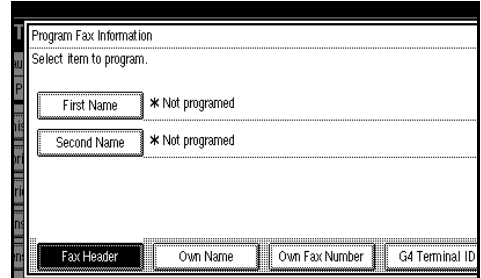 Program Fax Information
Select item to program.
First Name * Not programed
Second Name * Not programed
Fax Header Own Name Own Fax Number G4 Terminal ID